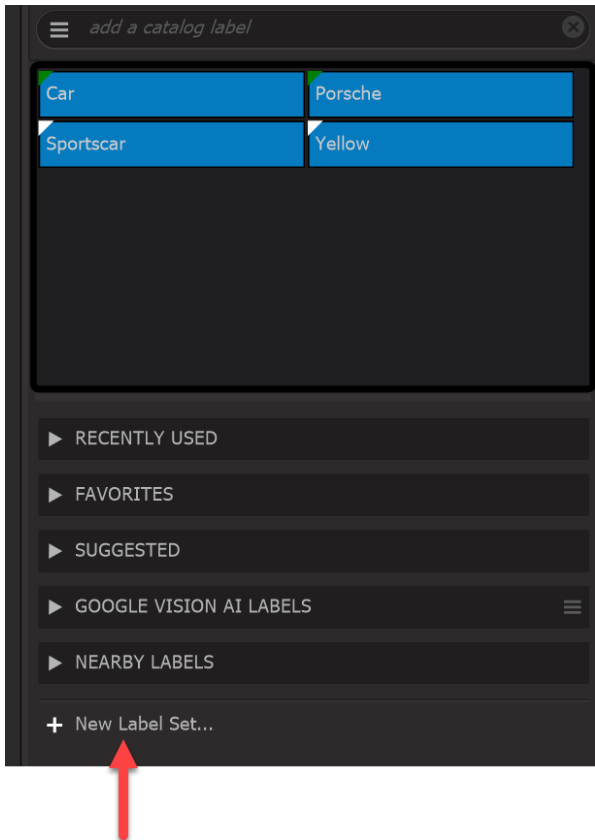 add a catalog label
Car
Porsche
Sportscar
Yellow
RECENTLY USED
FAVORITES
SUGGESTED
GOOGLE VISION AI LABELS
NEARBY LABELS
+ New Label Set...